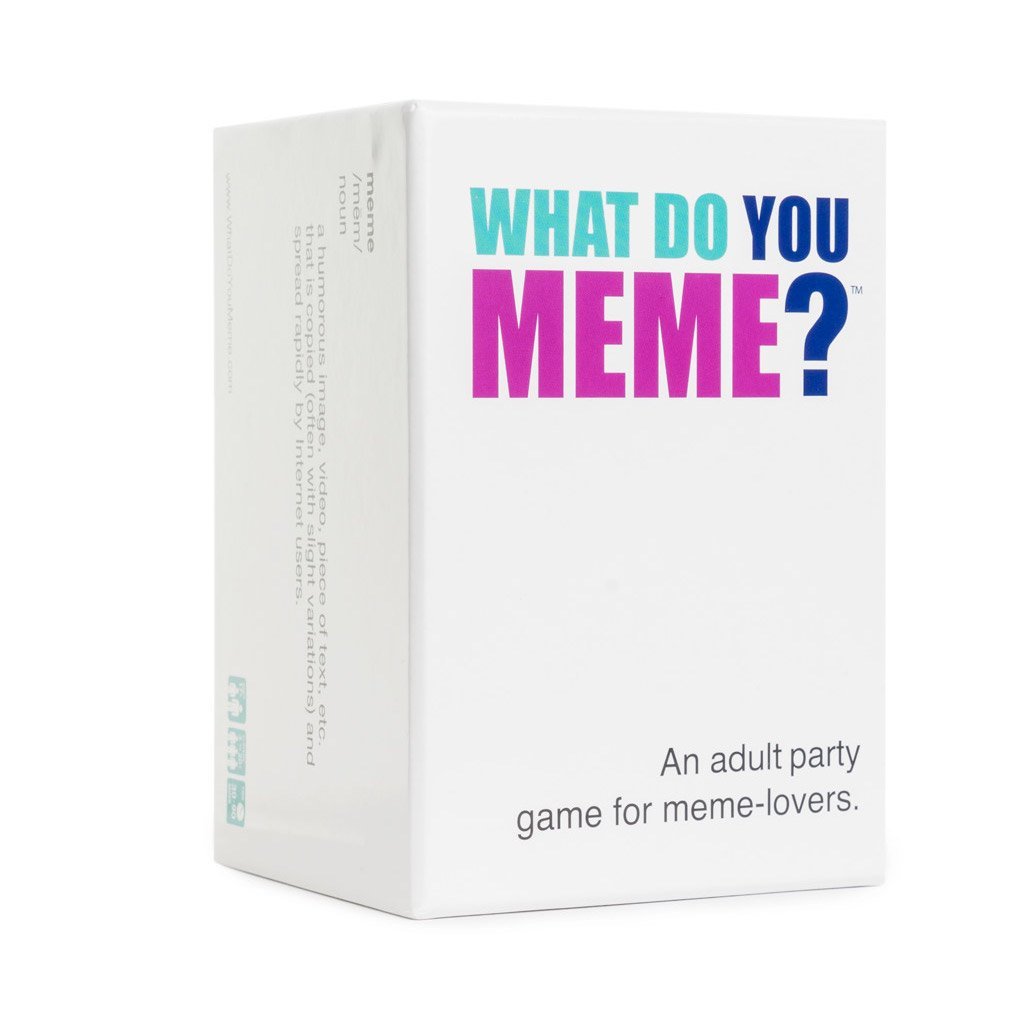 WHAT DO YOU
MEME?™
An adult party
game for meme-lovers.
meme
/mēm/
noun
a humorous image, video, piece of text, etc.
that is copied (often with slight variations) and
spread rapidly by Internet users.
www.WhatDoYouMeme.com